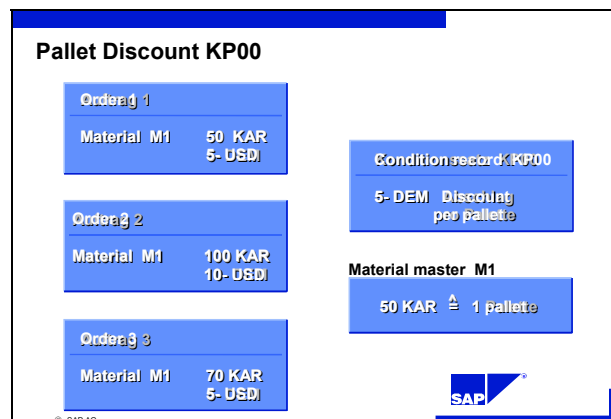 Pallet Discount KP00
Order 1
Material M1 50 KAR
5- USD
Order 2
Material M1 100 KAR
10- USD
Order 3
Material M1 70 KAR
5- USD
Condition record KP00
5- DEM Discount
per pallet
Material master M1
50 KAR ≙ 1 pallet
SAP ®